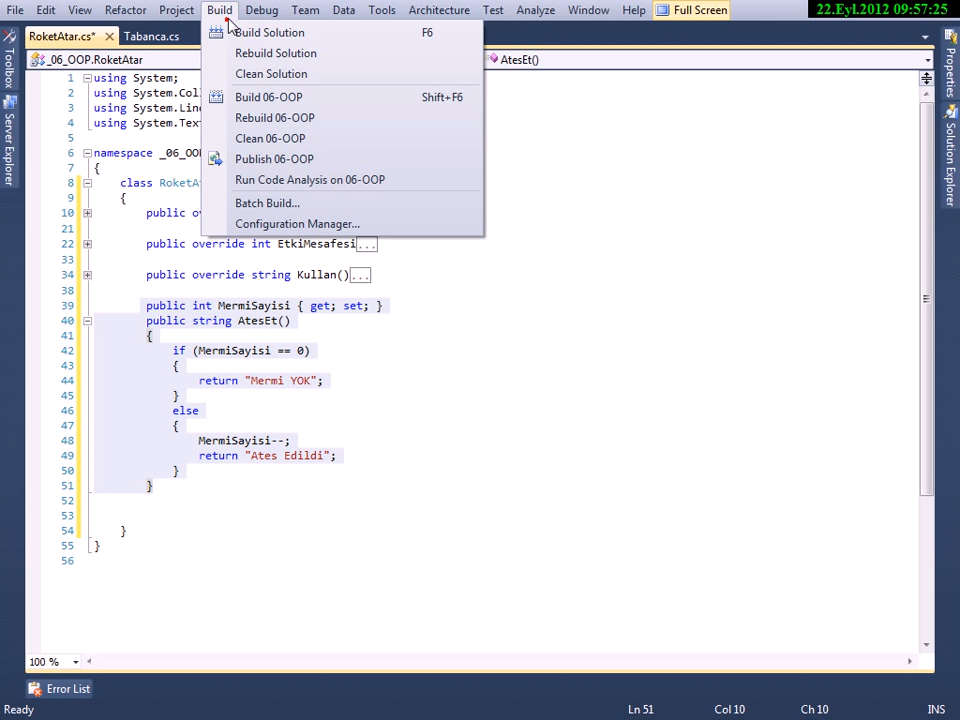 File Edit View Refactor Project Build Debug Team Data Tools Architecture Test Analyze Window Help Full Screen 22.Eyl.2012 09:57:25
RoketAtar.cs* Tabanca.cs
_06_OOP.RoketAtar AtesEt()
Build Solution F6
Rebuild Solution
Clean Solution
Build 06-OOP Shift+F6
Rebuild 06-OOP
Clean 06-OOP
Publish 06-OOP
Run Code Analysis on 06-OOP
Batch Build...
Configuration Manager...
Toolbox
Server Explorer
Properties
Solution Explorer
1 using System;
2 using System.Coll
3 using System.Lin
4 using System.Text
5
6 namespace _06_OO
7 {
8 class RoketAt
9 {
10 public ov
21
22 public override int EtkiMesafesi...
33
34 public override string Kullan()...
38
39 public int MermiSayisi { get; set; }
40 public string AtesEt()
41 {
42 if (MermiSayisi == 0)
43 {
44 return "Mermi YOK";
45 }
46 else
47 {
48 MermiSayisi--;
49 return "Ates Edildi";
50 }
51 }
52
53
54 }
55 }
56
100 %
Error List
Ready Ln 51 Col 10 Ch 10 INS